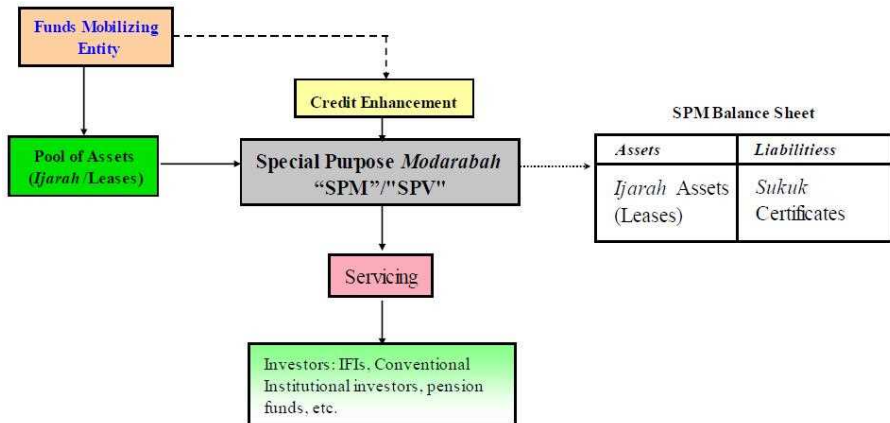 Funds Mobilizing
Entity
Credit Enhancement
Pool of Assets
(Ijarah /Leases)
Special Purpose Modarabah
“SPM”/"SPV"
SPM Balance Sheet
Assets
Liabilitiess
Ijarah Assets
(Leases)
Sukuk
Certificates
Servicing
Investors: IFIs, Conventional
Institutional investors, pension
funds, etc.